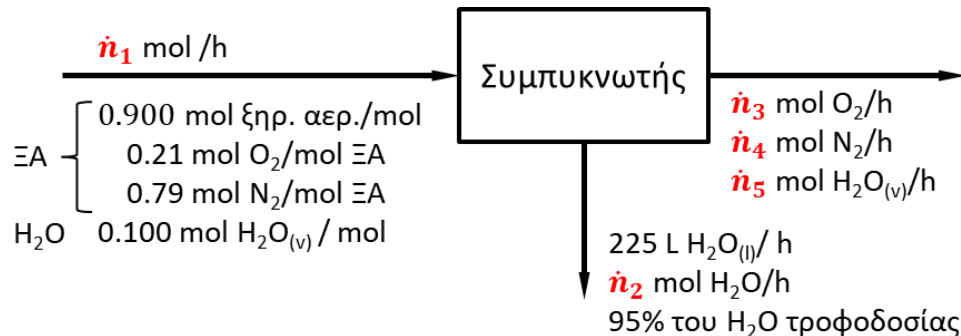 ṅ₁ mol /h
Συμπυκνωτής
0.900 mol ξηρ. αερ./mol
ΞΑ
0.21 mol O₂/mol ΞΑ
0.79 mol N₂/mol ΞΑ
H₂O 0.100 mol H₂O₍ᵥ₎ / mol
ṅ₃ mol O₂/h
ṅ₄ mol N₂/h
ṅ₅ mol H₂O₍ᵥ₎/h
225 L H₂O₍ₗ₎/ h
ṅ₂ mol H₂O/h
95% του H₂O τροφοδοσίας